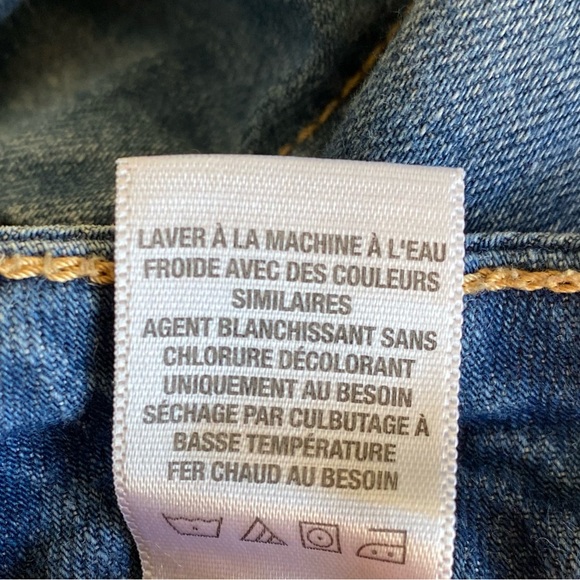 LAVER À LA MACHINE À L'EAU
FROIDE AVEC DES COULEURS
SIMILAIRES
AGENT BLANCHISSANT SANS
CHLORURE DÉCOLORANT
UNIQUEMENT AU BESOIN
SÉCHAGE PAR CULBUTAGE À
BASSE TEMPÉRATURE
FER CHAUD AU BESOIN